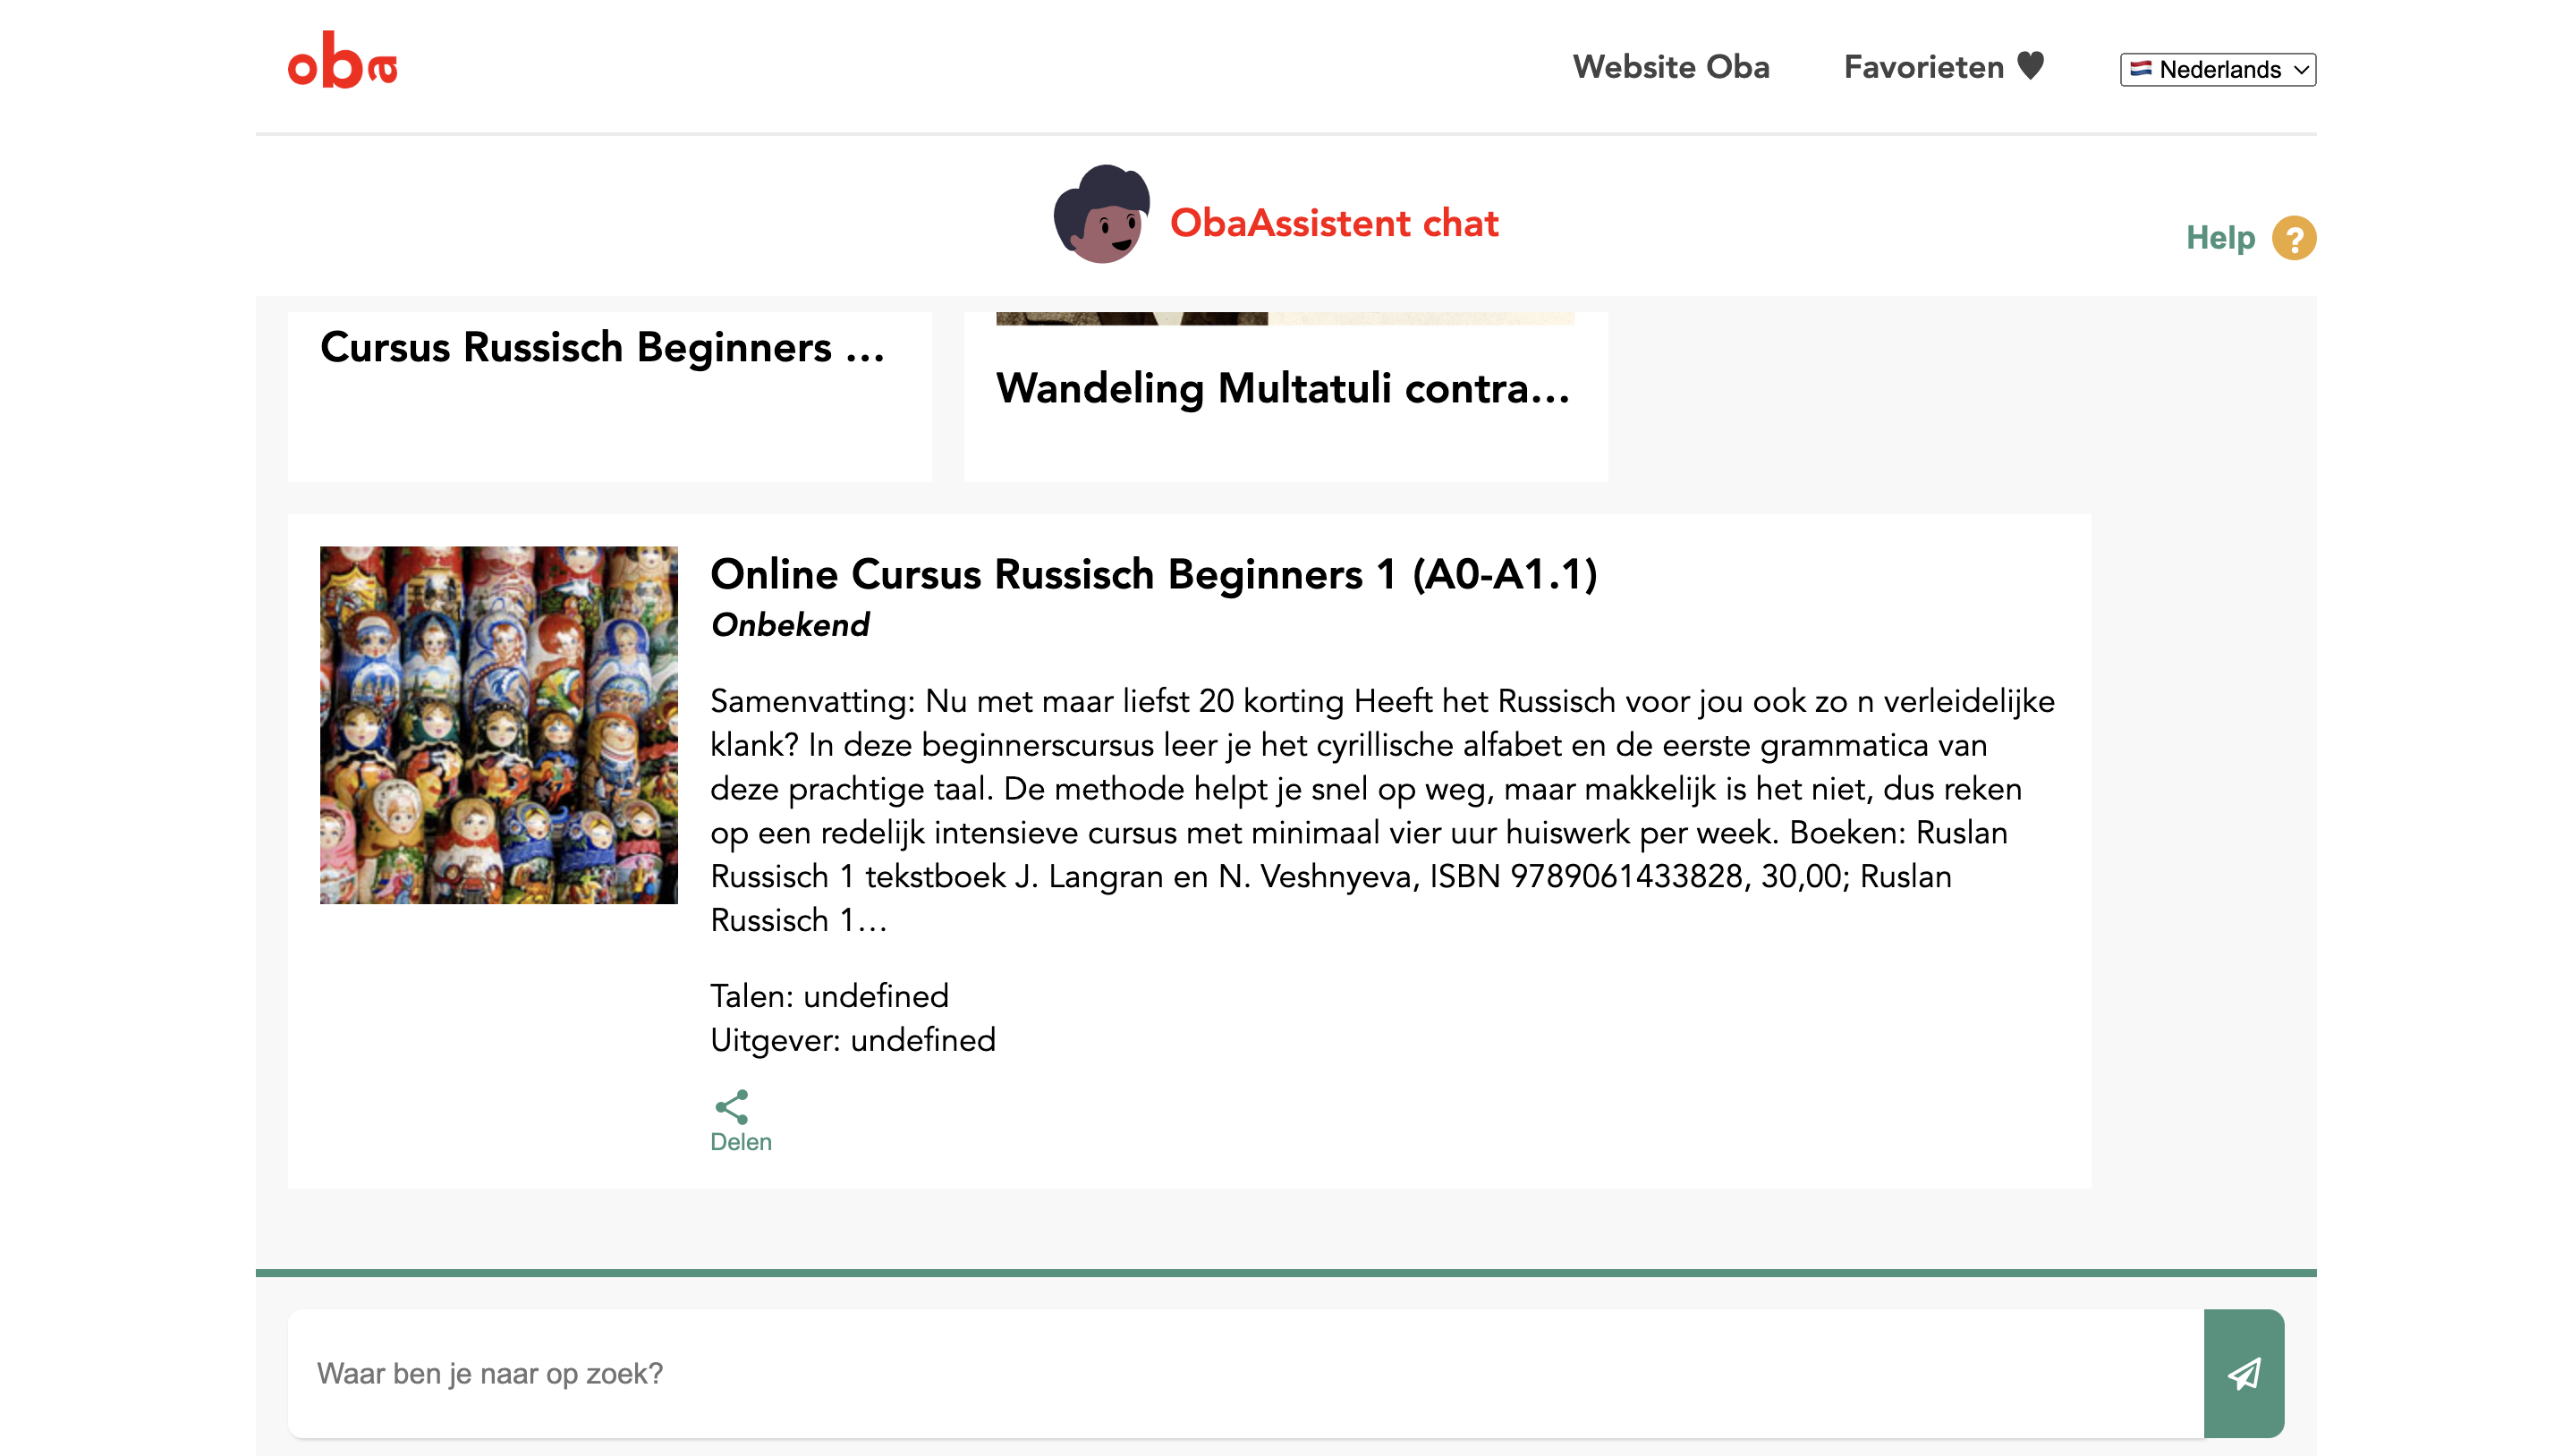 oba
Website Oba
Favorieten
Nederlands
ObaAssistent chat
Help ?
Cursus Russisch Beginners ...
Wandeling Multatuli contra...
Online Cursus Russisch Beginners 1 (A0-A1.1)
Onbekend
Samenvatting: Nu met maar liefst 20 korting Heeft het Russisch voor jou ook zo n verleidelijke
klank? In deze beginnerscursus leer je het cyrillische alfabet en de eerste grammatica van
deze prachtige taal. De methode helpt je snel op weg, maar makkelijk is het niet, dus reken
op een redelijk intensieve cursus met minimaal vier uur huiswerk per week. Boeken: Ruslan
Russisch 1 tekstboek J. Langran en N. Veshnyeva, ISBN 9789061433828, 30,00; Ruslan
Russisch 1...
Talen: undefined
Uitgever: undefined
Delen
Waar ben je naar op zoek?